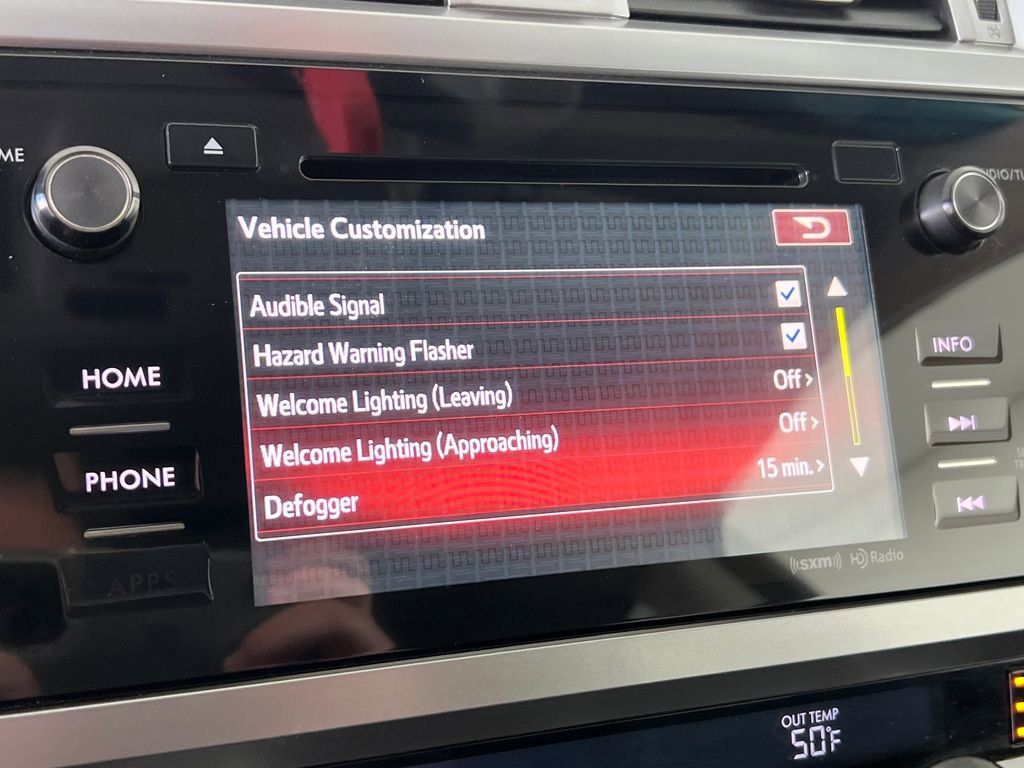 ME
Vehicle Customization
Audible Signal
Hazard Warning Flasher
Welcome Lighting (Leaving) Off >
Welcome Lighting (Approaching) Off >
Defogger 15 min. >
HOME
PHONE
APPS
INFO
sxm HD Radio
OUT TEMP
50°F